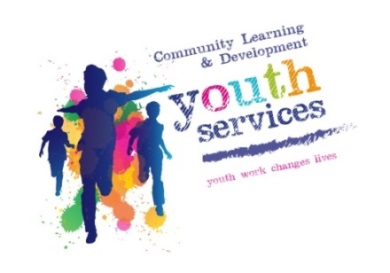 Community Learning
& Development
youth
services
youth work changes lives